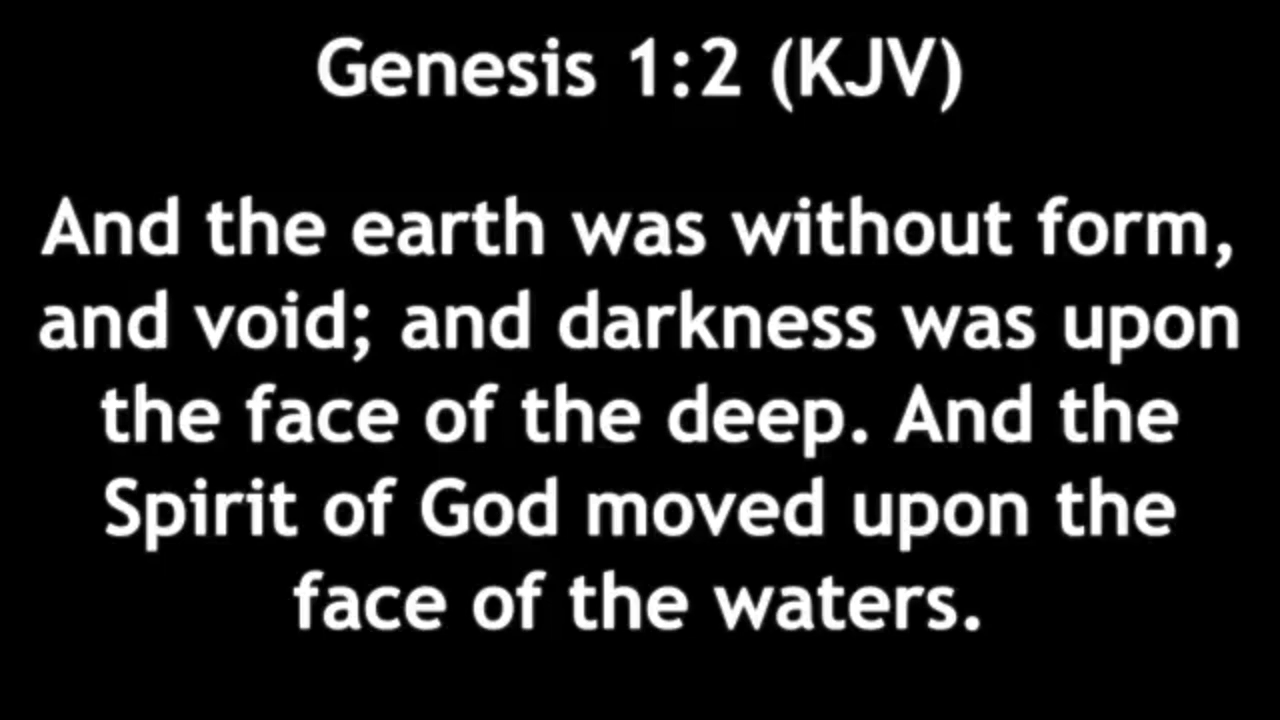 Genesis 1:2 (KJV)
And the earth was without form,
and void; and darkness was upon
the face of the deep. And the
Spirit of God moved upon the
face of the waters.